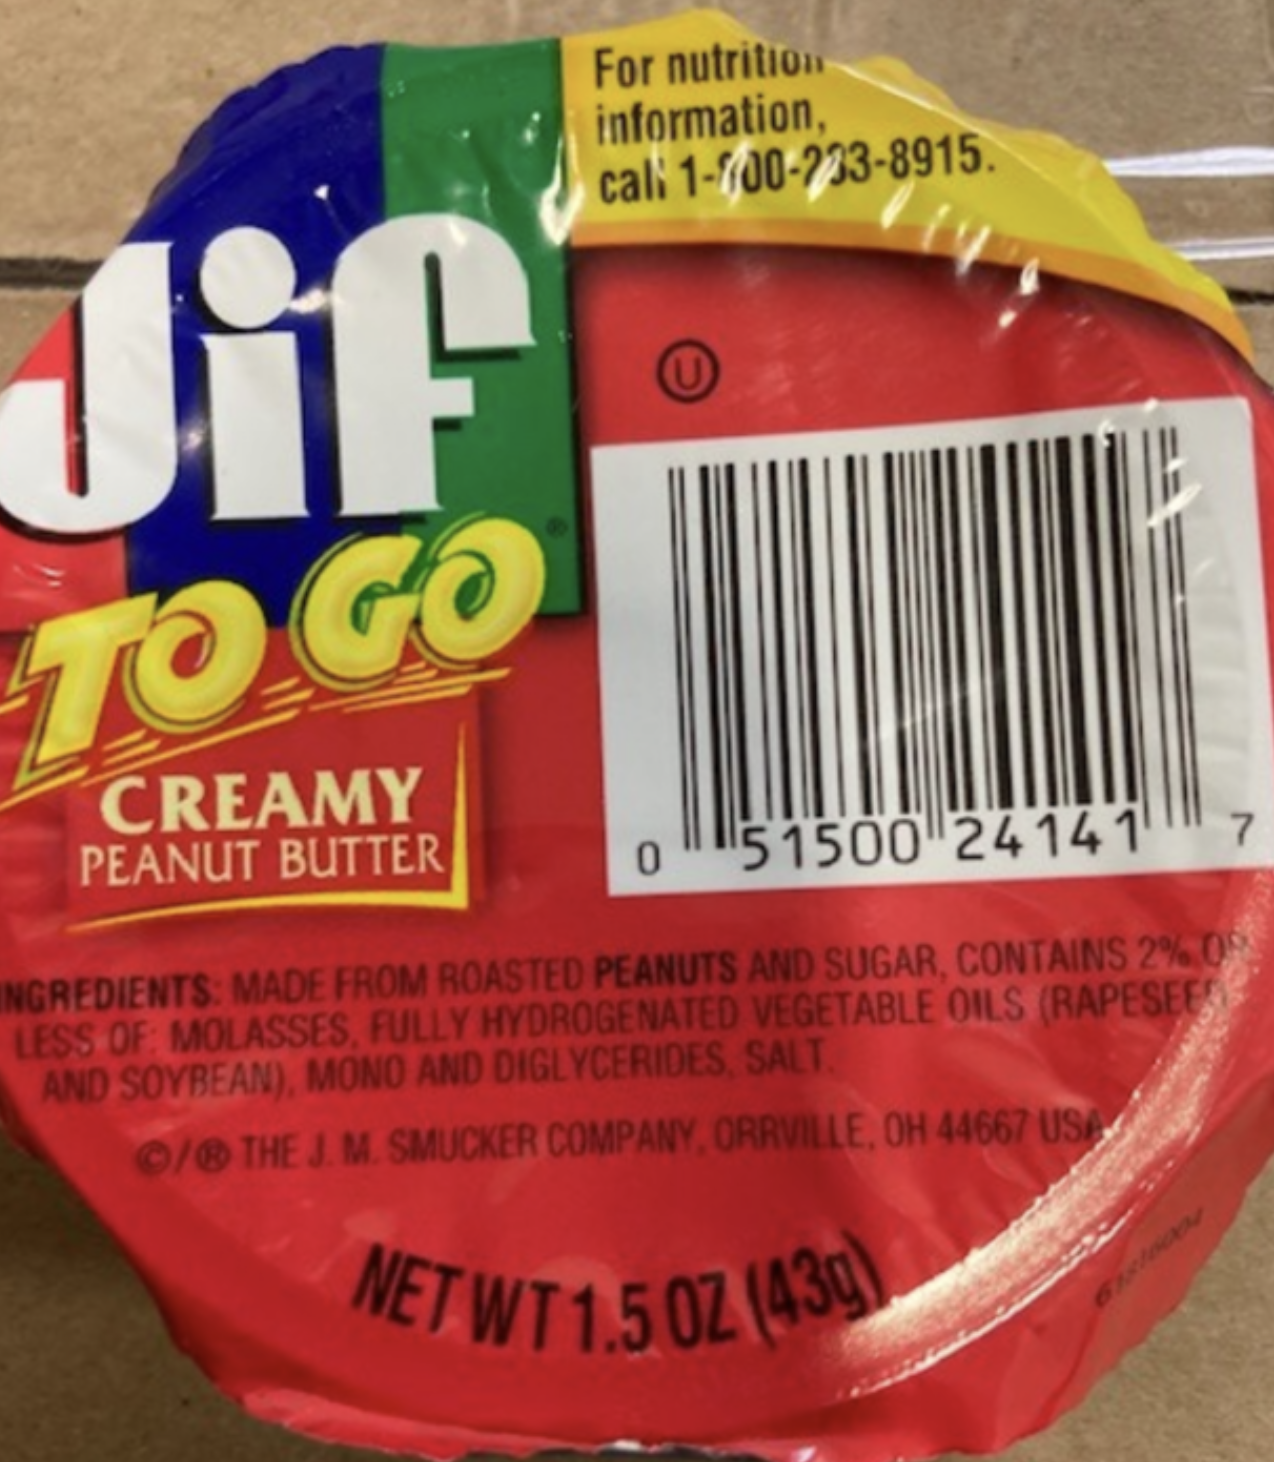 For nutrition
information,
call 1-800-283-8915.
Jif®
TO GO
CREAMY
PEANUT BUTTER
U
0 51500 24141 7
INGREDIENTS: MADE FROM ROASTED PEANUTS AND SUGAR, CONTAINS 2% OR
LESS OF: MOLASSES, FULLY HYDROGENATED VEGETABLE OILS (RAPESEED
AND SOYBEAN), MONO AND DIGLYCERIDES, SALT.
©/® THE J. M. SMUCKER COMPANY, ORRVILLE, OH 44667 USA
NET WT 1.5 OZ (43g)